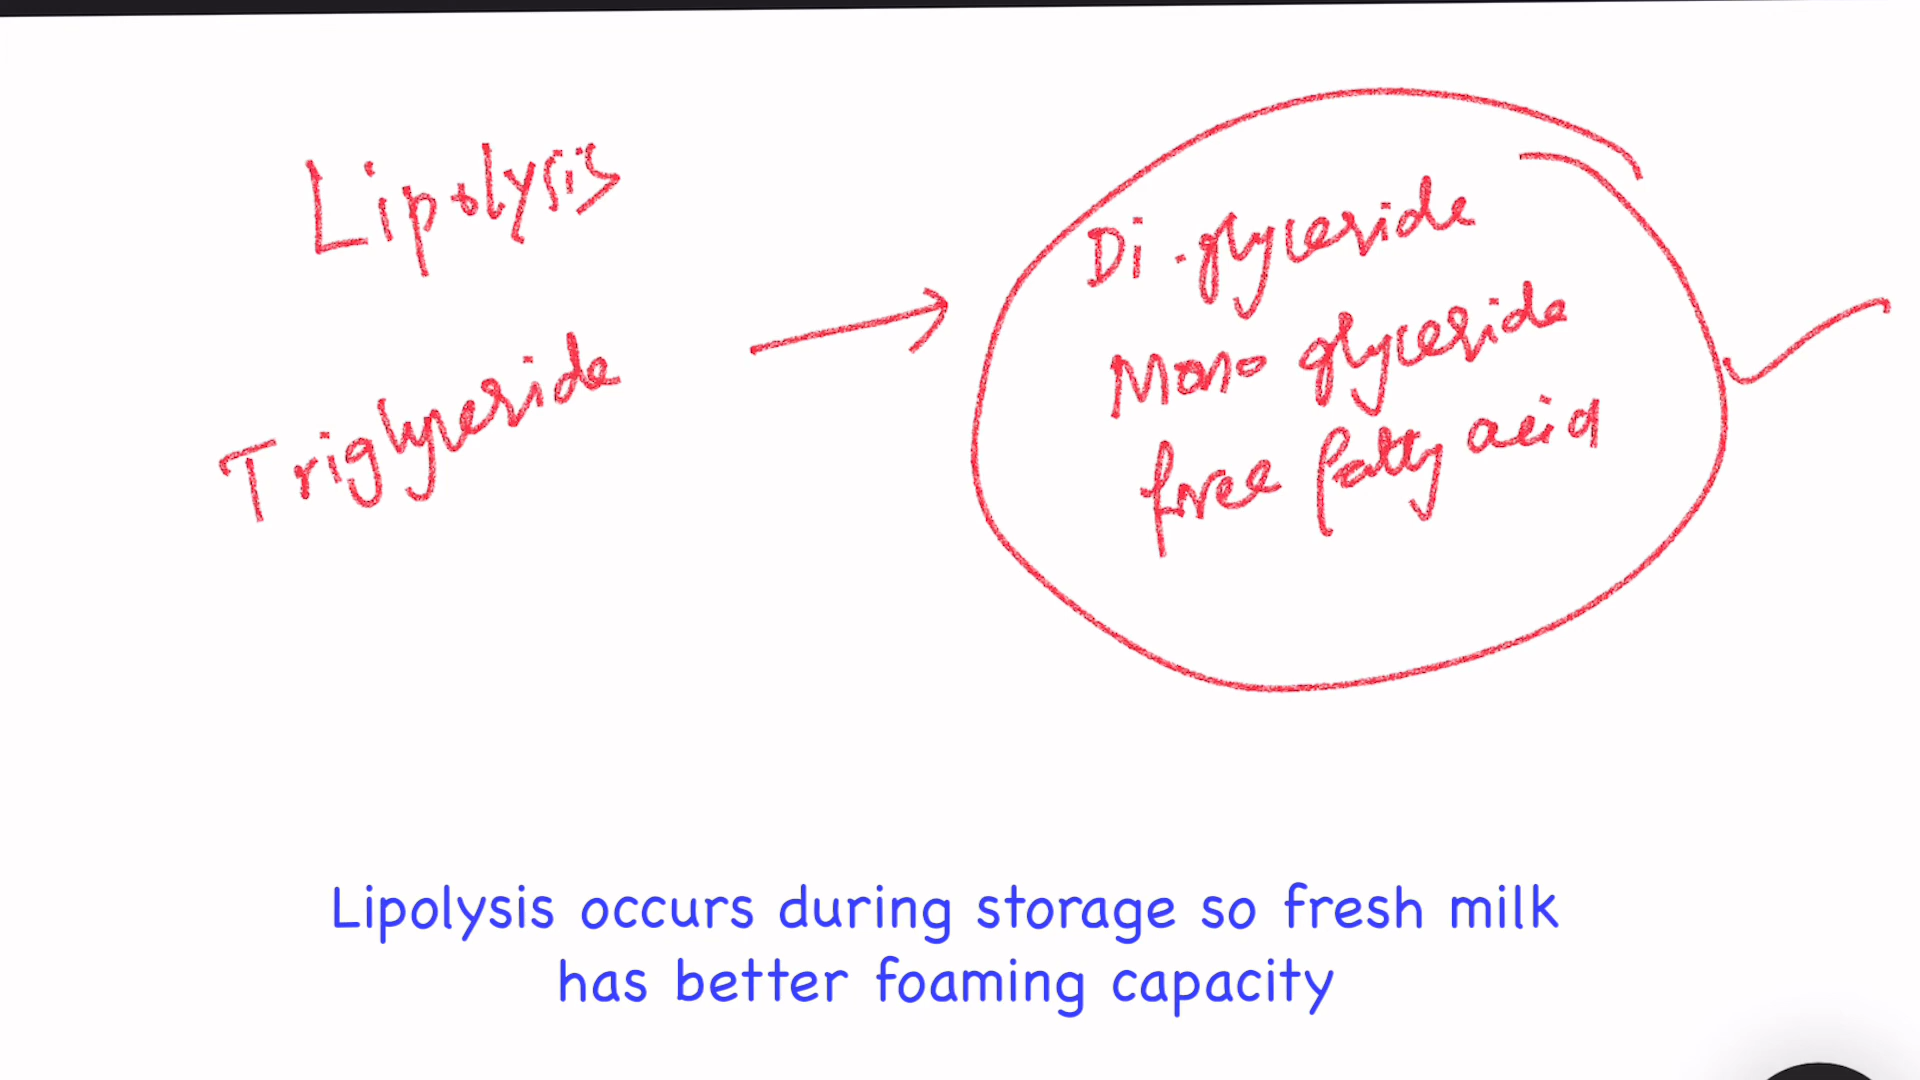 Lipolysis
Triglyceride
Di-glyceride
Mono glyceride
free fatty acid
Lipolysis occurs during storage so fresh milk
has better foaming capacity